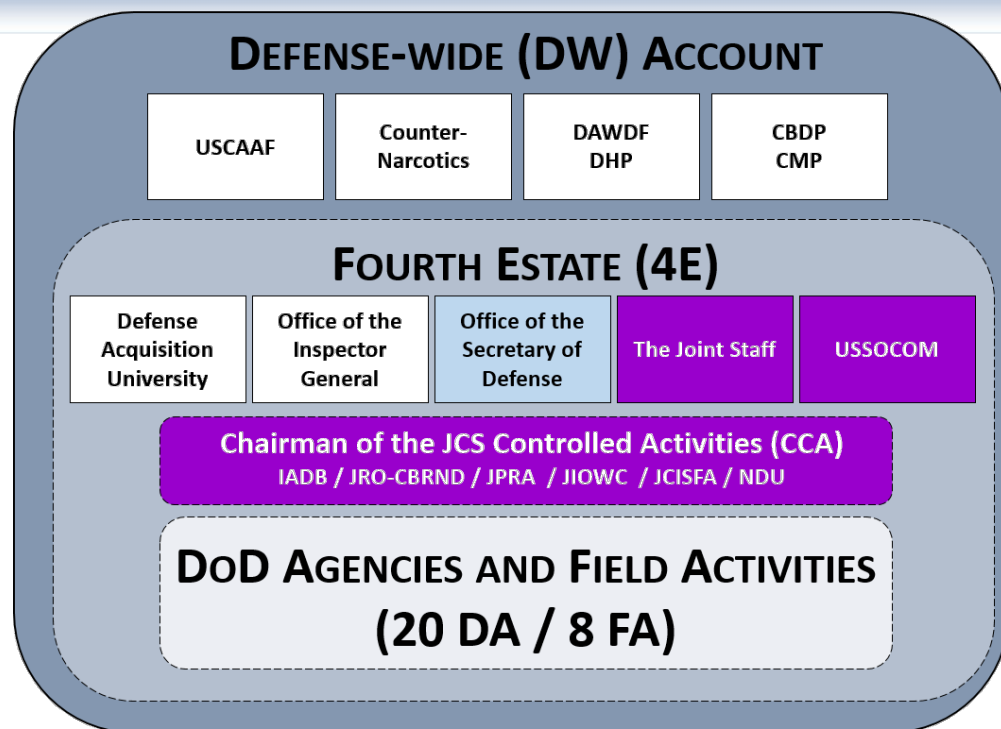 DEFENSE-WIDE (DW) ACCOUNT
USCAAF
Counter-
Narcotics
DAWDF
DHP
CBDP
CMP
FOURTH ESTATE (4E)
Defense
Acquisition
University
Office of the
Inspector
General
Office of the
Secretary of
Defense
The Joint Staff
USSOCOM
Chairman of the JCS Controlled Activities (CCA)
IADB / JRO-CBRND / JPRA / JIOWC / JCISFA / NDU
DOD AGENCIES AND FIELD ACTIVITIES
(20 DA / 8 FA)